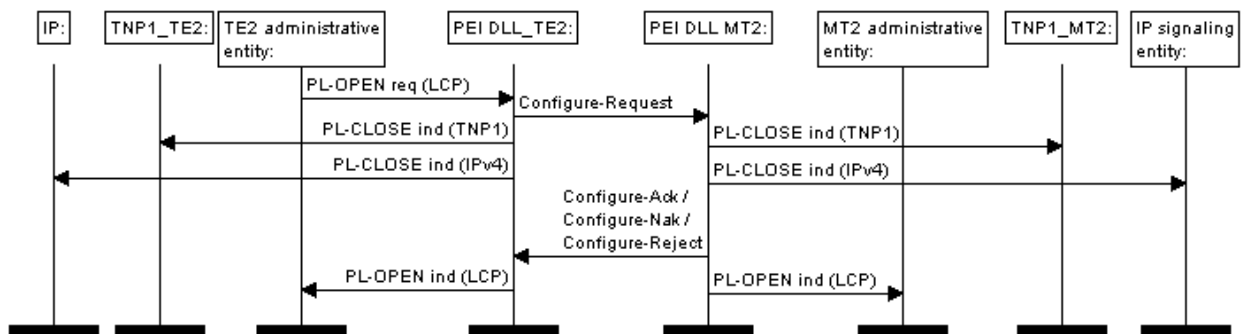 IP:
TNP1_TE2:
TE2 administrative
entity:
PEI DLL_TE2:
PEI DLL MT2:
MT2 administrative
entity:
TNP1_MT2:
IP signaling
entity:
PL-OPEN req (LCP)
Configure-Request
PL-CLOSE ind (TNP1)
PL-CLOSE ind (TNP1)
PL-CLOSE ind (IPv4)
PL-CLOSE ind (IPv4)
Configure-Ack /
Configure-Nak /
Configure-Reject
PL-OPEN ind (LCP)
PL-OPEN ind (LCP)